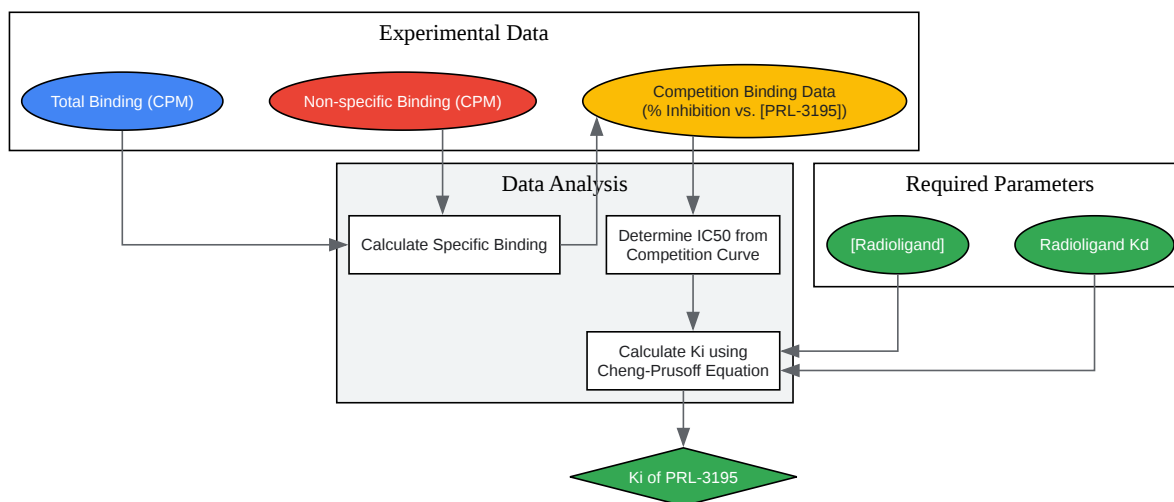 Experimental Data
Total Binding (CPM)
Non-specific Binding (CPM)
Competition Binding Data
(% Inhibition vs. [PRL-3195])
Data Analysis
Required Parameters
Calculate Specific Binding
Determine IC50 from
Competition Curve
[Radioligand]
Radioligand Kd
Calculate Ki using
Cheng-Prusoff Equation
Ki of PRL-3195